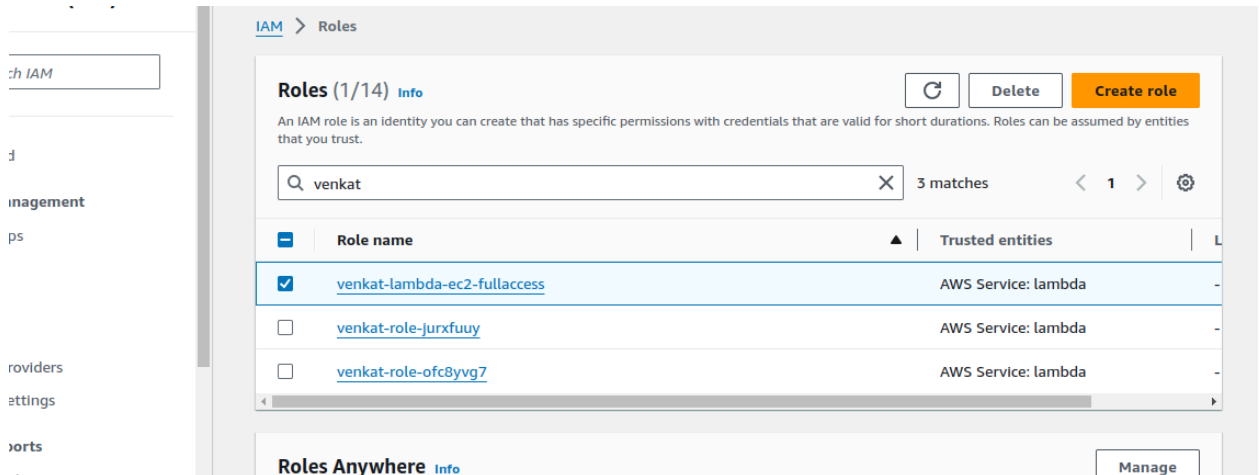 IAM > Roles
ch IAM
Roles (1/14) Info
Delete
Create role
An IAM role is an identity you can create that has specific permissions with credentials that are valid for short durations. Roles can be assumed by entities
that you trust.
venkat
3 matches
1
d
nagement
ps
roviders
ettings
ports
Role name
Trusted entities
L
venkat-lambda-ec2-fullaccess
AWS Service: lambda
-
venkat-role-jurxfuuy
AWS Service: lambda
-
venkat-role-ofc8yvg7
AWS Service: lambda
-
Roles Anywhere Info
Manage